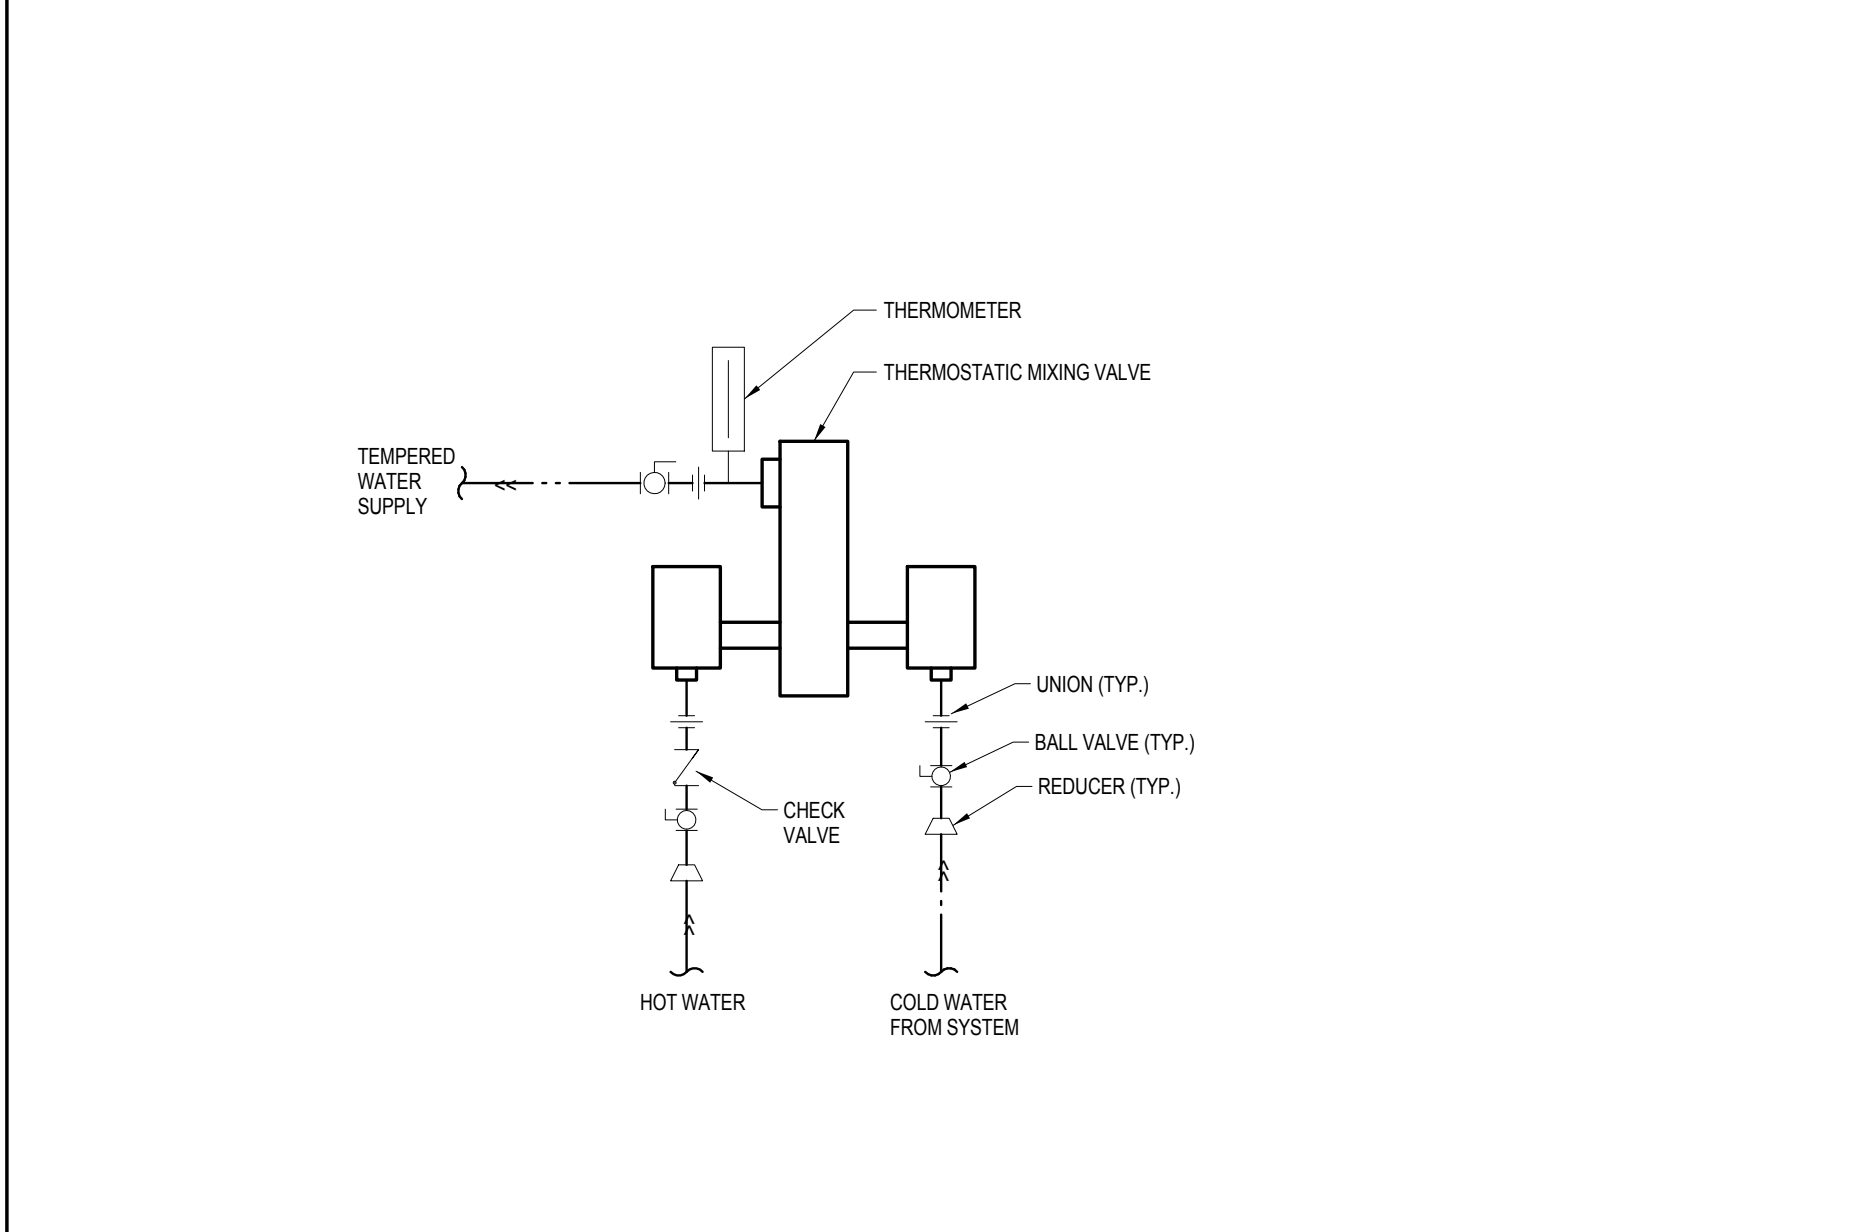 THERMOMETER
THERMOSTATIC MIXING VALVE
TEMPERED
WATER
SUPPLY
UNION (TYP.)
BALL VALVE (TYP.)
REDUCER (TYP.)
CHECK
VALVE
HOT WATER
COLD WATER
FROM SYSTEM